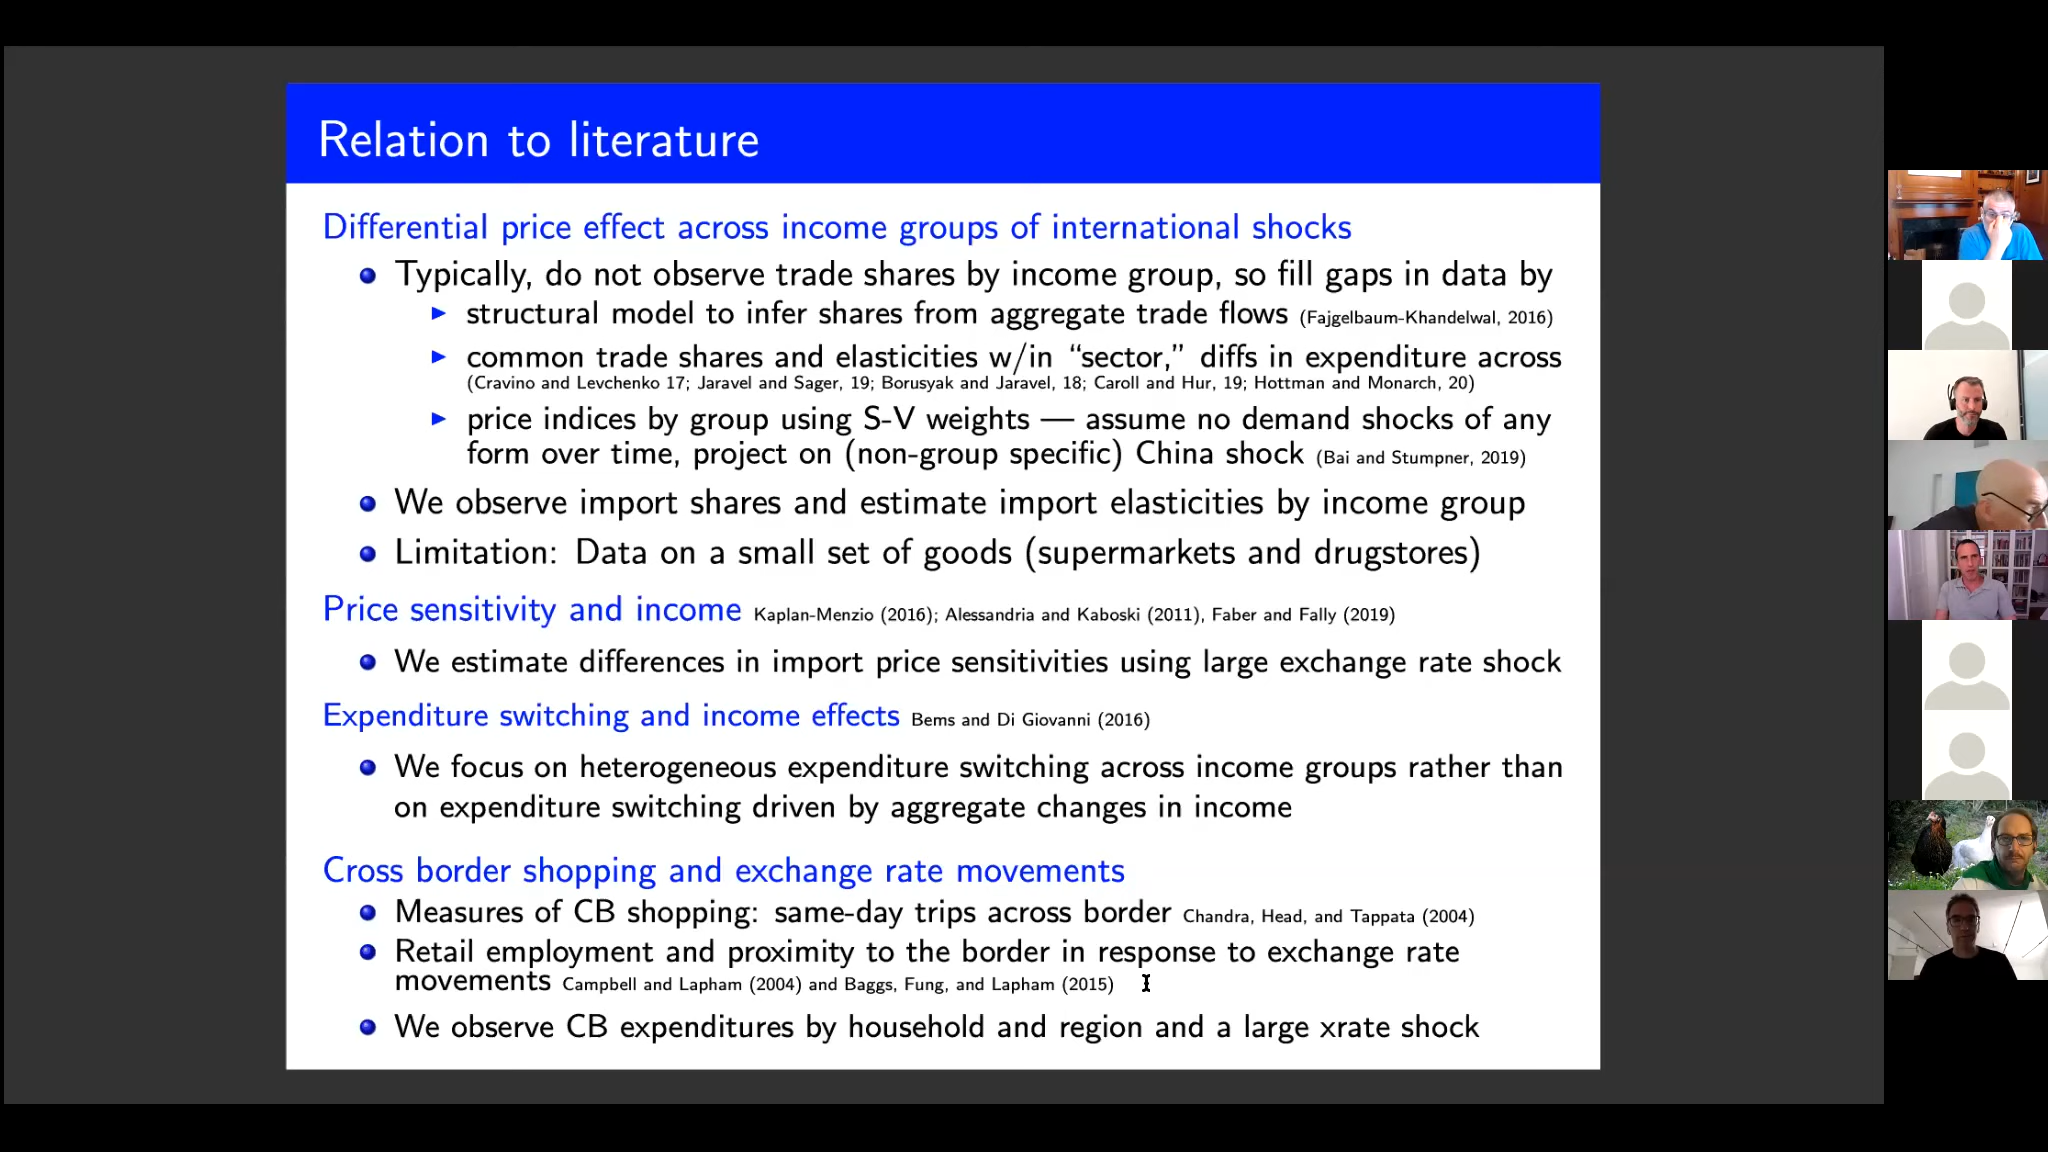 Relation to literature
Differential price effect across income groups of international shocks
Typically, do not observe trade shares by income group, so fill gaps in data by
structural model to infer shares from aggregate trade flows (Fajgelbaum-Khandelwal, 2016)
common trade shares and elasticities w/in “sector,” diffs in expenditure across
(Cravino and Levchenko 17; Jaravel and Sager, 19; Borusyak and Jaravel, 18; Caroll and Hur, 19; Hottman and Monarch, 20)
price indices by group using S-V weights — assume no demand shocks of any
form over time, project on (non-group specific) China shock (Bai and Stumpner, 2019)
We observe import shares and estimate import elasticities by income group
Limitation: Data on a small set of goods (supermarkets and drugstores)
Price sensitivity and income Kaplan-Menzio (2016); Alessandria and Kaboski (2011), Faber and Fally (2019)
We estimate differences in import price sensitivities using large exchange rate shock
Expenditure switching and income effects Bems and Di Giovanni (2016)
We focus on heterogeneous expenditure switching across income groups rather than
on expenditure switching driven by aggregate changes in income
Cross border shopping and exchange rate movements
Measures of CB shopping: same-day trips across border Chandra, Head, and Tappata (2004)
Retail employment and proximity to the border in response to exchange rate
movements Campbell and Lapham (2004) and Baggs, Fung, and Lapham (2015)
We observe CB expenditures by household and region and a large xrate shock